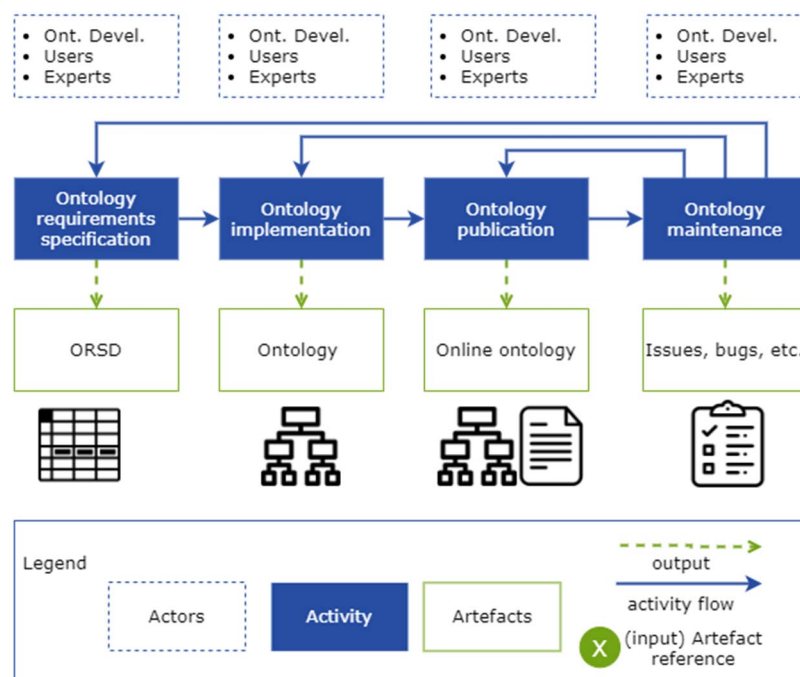 • Ont. Devel.
• Users
• Experts
• Ont. Devel.
• Users
• Experts
• Ont. Devel.
• Users
• Experts
• Ont. Devel.
• Users
• Experts
Ontology
requirements
specification
Ontology
implementation
Ontology
publication
Ontology
maintenance
ORSD
Ontology
Online ontology
Issues, bugs, etc.
Legend
Actors
Activity
Artefacts
output
activity flow
X
(input) Artefact
reference